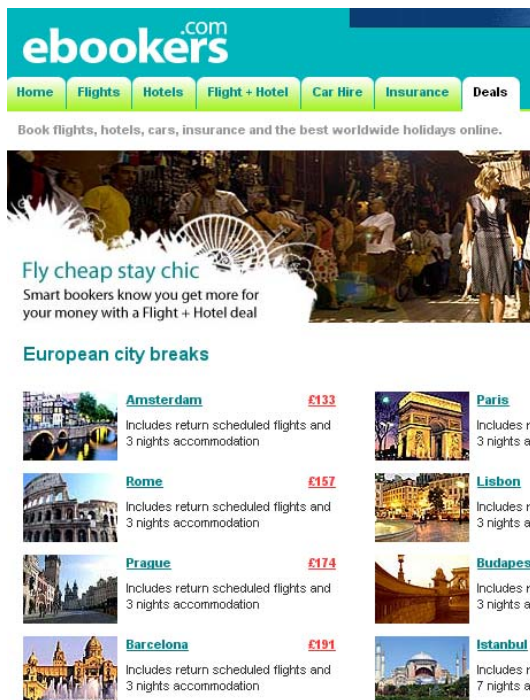 ebookers.com
Home Flights Hotels Flight + Hotel Car Hire Insurance Deals
Book flights, hotels, cars, insurance and the best worldwide holidays online.
Fly cheap stay chic
Smart bookers know you get more for
your money with a Flight + Hotel deal
European city breaks
Amsterdam £133
Includes return scheduled flights and
3 nights accommodation
Rome £157
Includes return scheduled flights and
3 nights accommodation
Prague £174
Includes return scheduled flights and
3 nights accommodation
Barcelona £191
Includes return scheduled flights and
3 nights accommodation
Paris
Includes r
3 nights a
Lisbon
Includes r
3 nights a
Budapes
Includes r
3 nights a
Istanbul
Includes r
7 nights a